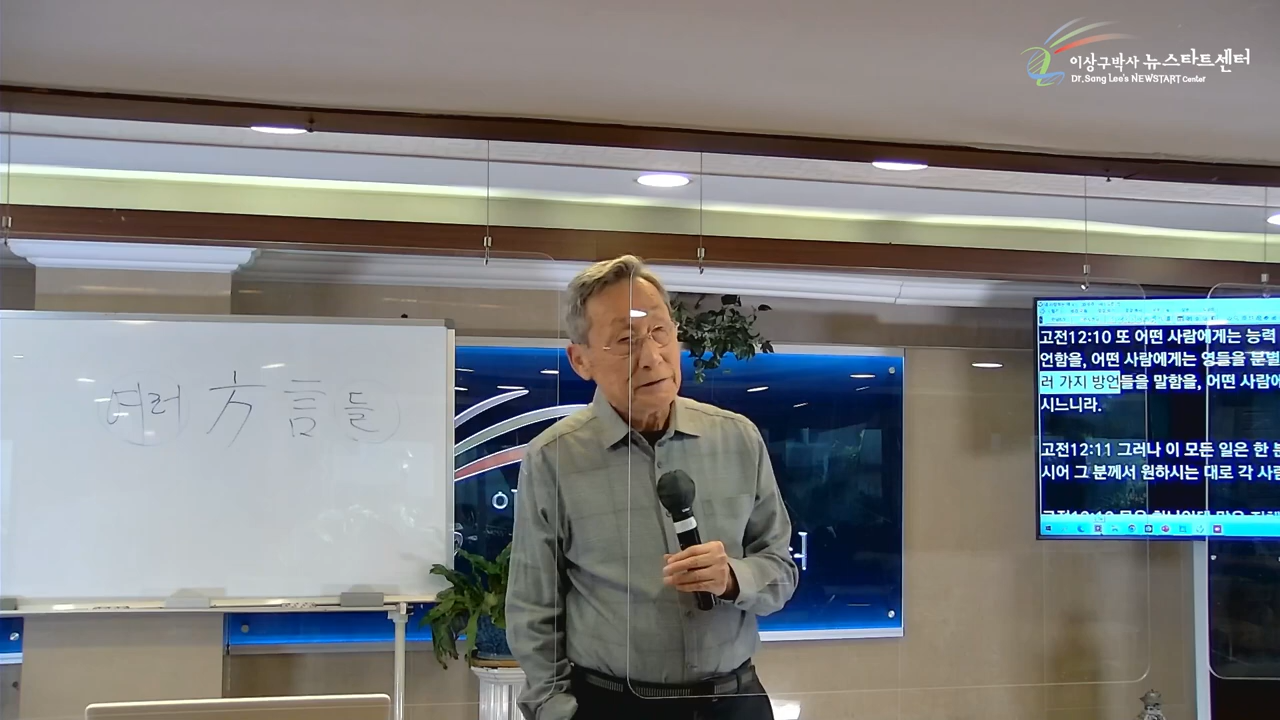 이상구박사 뉴스타트센터
Dr. Sang Lee's NEWSTART Center
여러 方言들
고전12:10 또 어떤 사람에게는 능력
언함을, 어떤 사람에게는 영들을 분별
러 가지 방언들을 말함을, 어떤 사람에
시느니라.
고전12:11 그러나 이 모든 일은 한 분
시어 그 분께서 원하시는 대로 각 사람